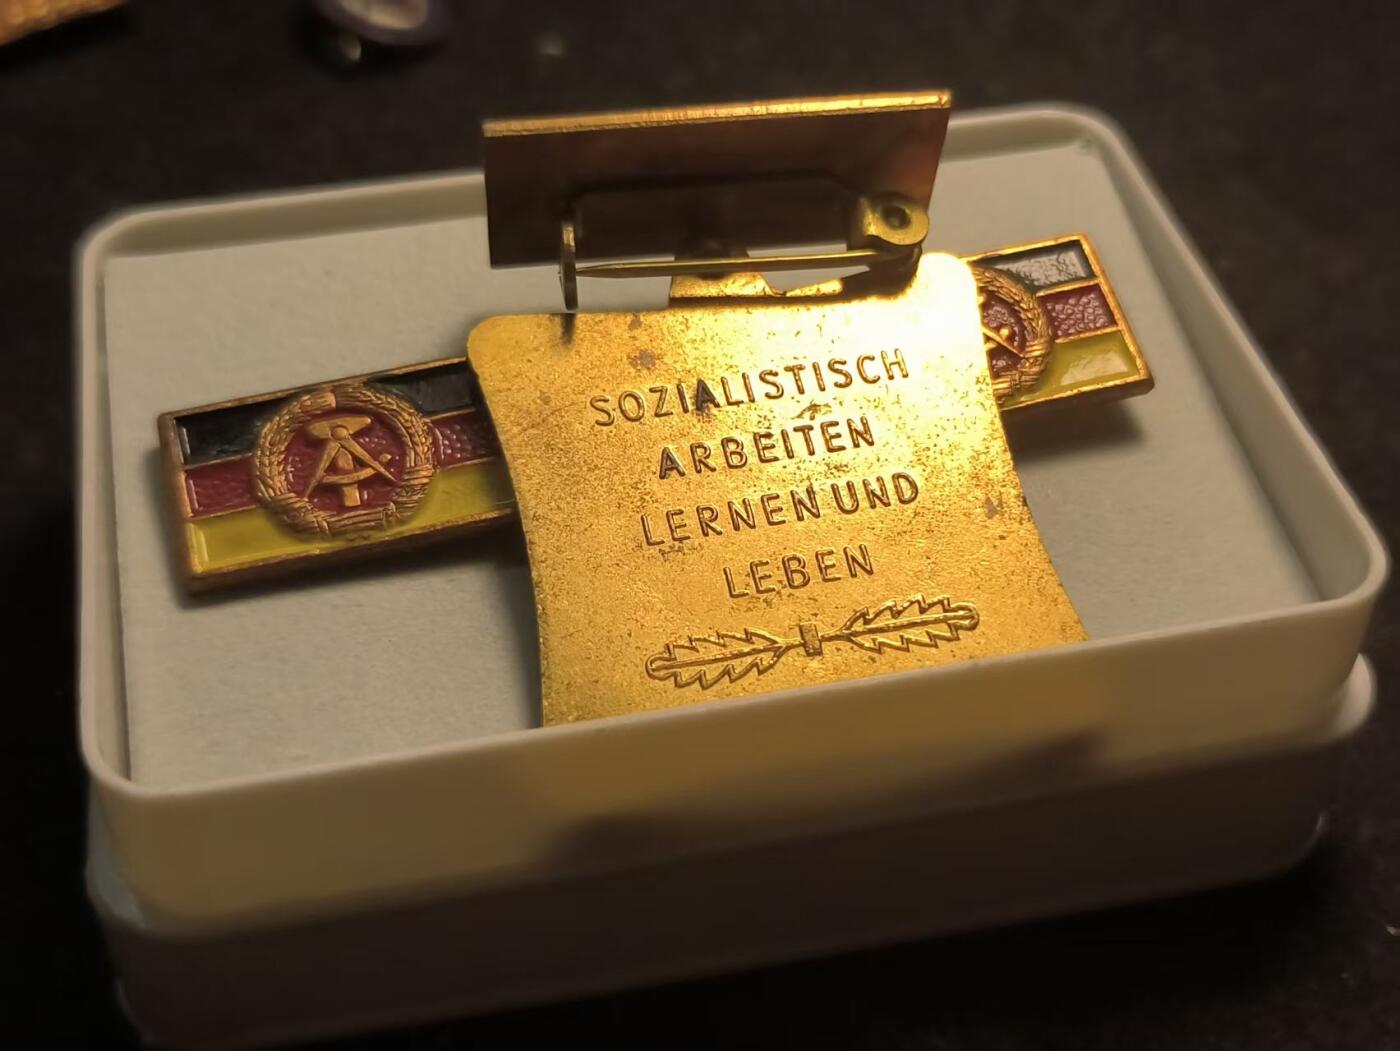 SOZIALISTISCH
ARBEITEN
LERNEN UND
LEBEN